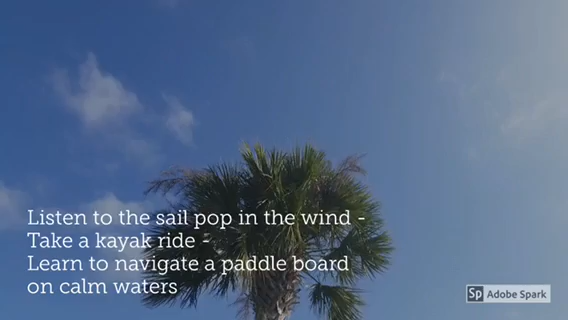 Listen to the sail pop in the wind -
Take a kayak ride -
Learn to navigate a paddle board
on calm waters
Sp Adobe Spark